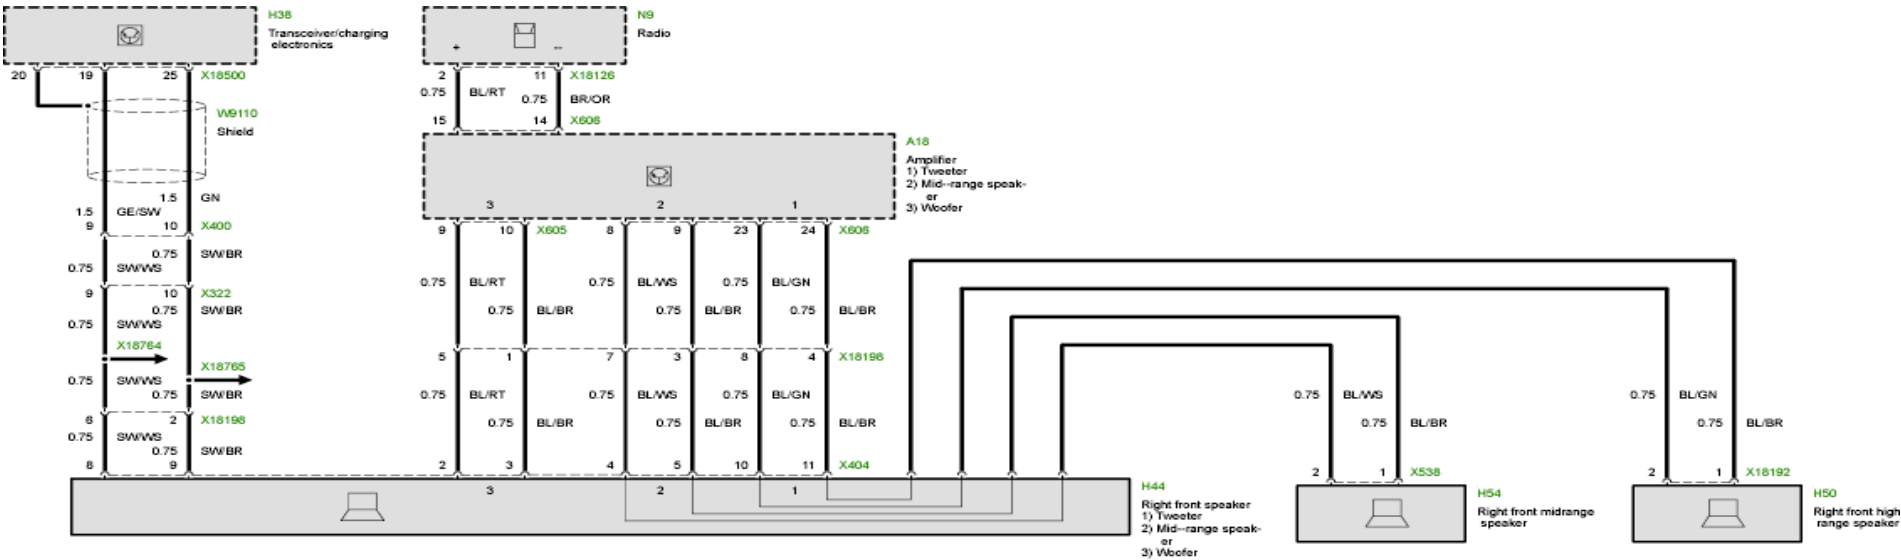 H38
Transceiver/charging
electronics
N9
Radio
+ --
20 19 25 X18500
2 11 X18126
0.75 BL/RT
0.75 BR/OR
15 14 X606
W9110
Shield
A18
Amplifier
1) Tweeter
2) Mid--range speak-
er
3) Woofer
3 2 1
1.5 GN
1.5 GE/SW
9 10 X400
9 10 X605 8 9 23 24 X606
0.75 SW/BR
0.75 SW/WS
0.75 BL/RT 0.75 BL/WS 0.75 BL/GN
9 10 X322
0.75 SW/BR
0.75 BL/BR 0.75 BL/BR 0.75 BL/BR
0.75 SW/WS
X18764
5 1 7 3 8 4 X18198
X18765
0.75 SW/WS
0.75 SW/BR
0.75 BL/RT 0.75 BL/WS 0.75 BL/GN 0.75 BL/WS 0.75 BL/GN
6 2 X18198
0.75 BL/BR 0.75 BL/BR 0.75 BL/BR 0.75 BL/BR 0.75 BL/BR
0.75 SW/WS
0.75 SW/BR
8 9 2 3 4 5 10 11 X404
2 1 X538 2 1 X18192
3 2 1
H44
Right front speaker
1) Tweeter
2) Mid--range speak-
er
3) Woofer
H54
Right front midrange
speaker
H50
Right front high
range speaker